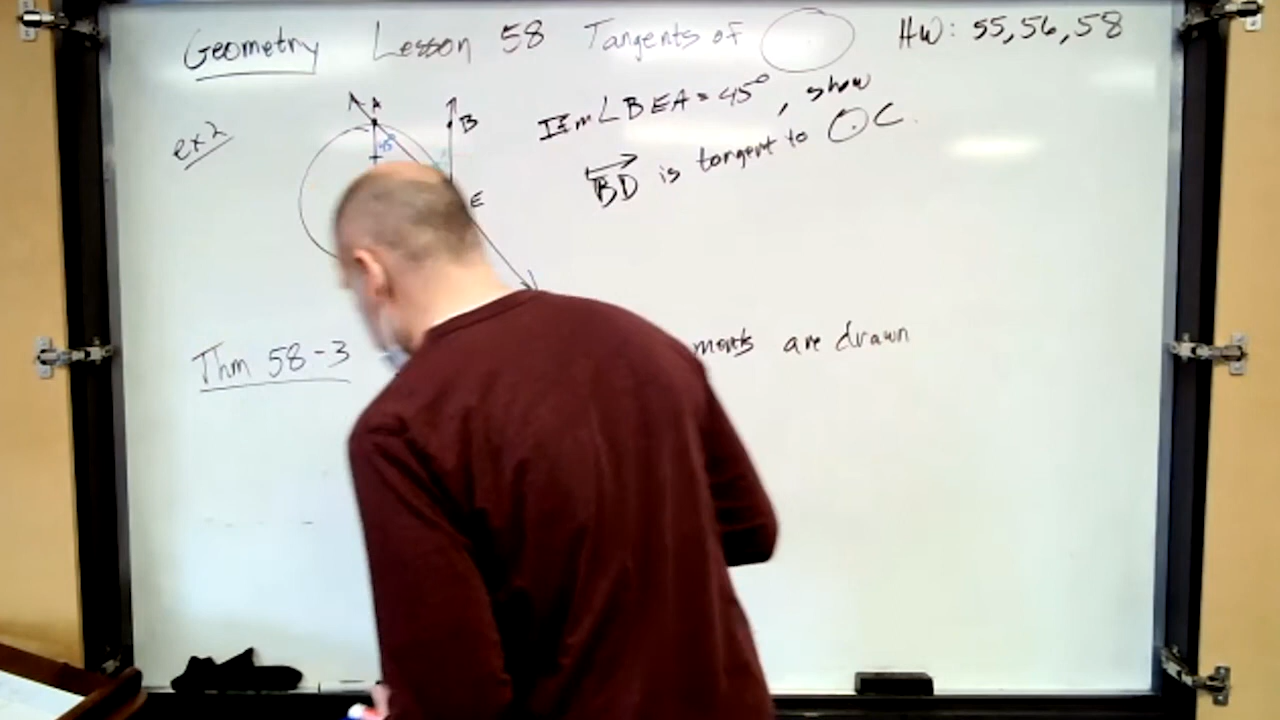 Geometry Lesson 58 Tangents of HW: 55, 56, 58
ex 2
A
B
45°
E
If m∠BEA = 45°, show
BD is tangent to ⊙C.
Thm 58-3 ments are drawn